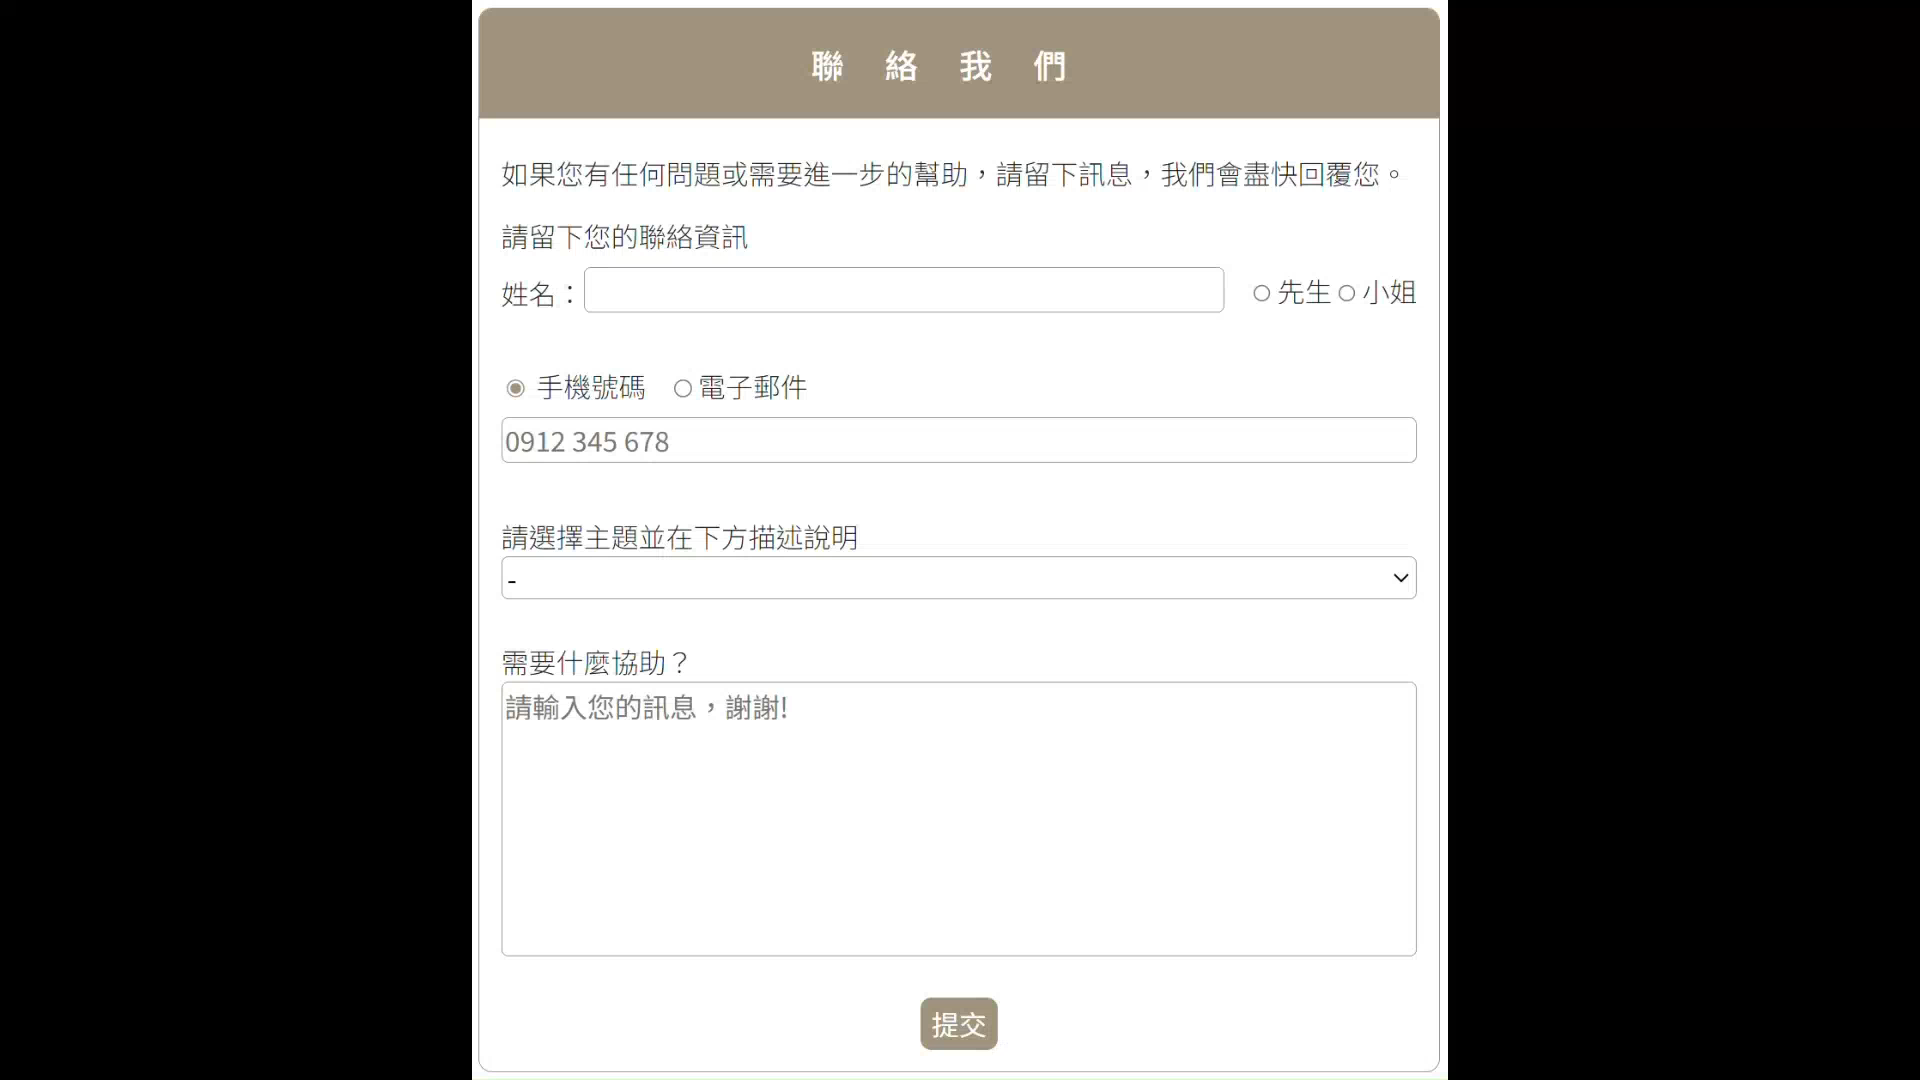 聯 絡 我 們
如果您有任何問題或需要進一步的幫助，請留下訊息，我們會盡快回覆您。
請留下您的聯絡資訊
姓名： 先生 小姐
手機號碼 電子郵件
0912 345 678
請選擇主題並在下方描述說明
-
需要什麼協助？
請輸入您的訊息，謝謝!
提交